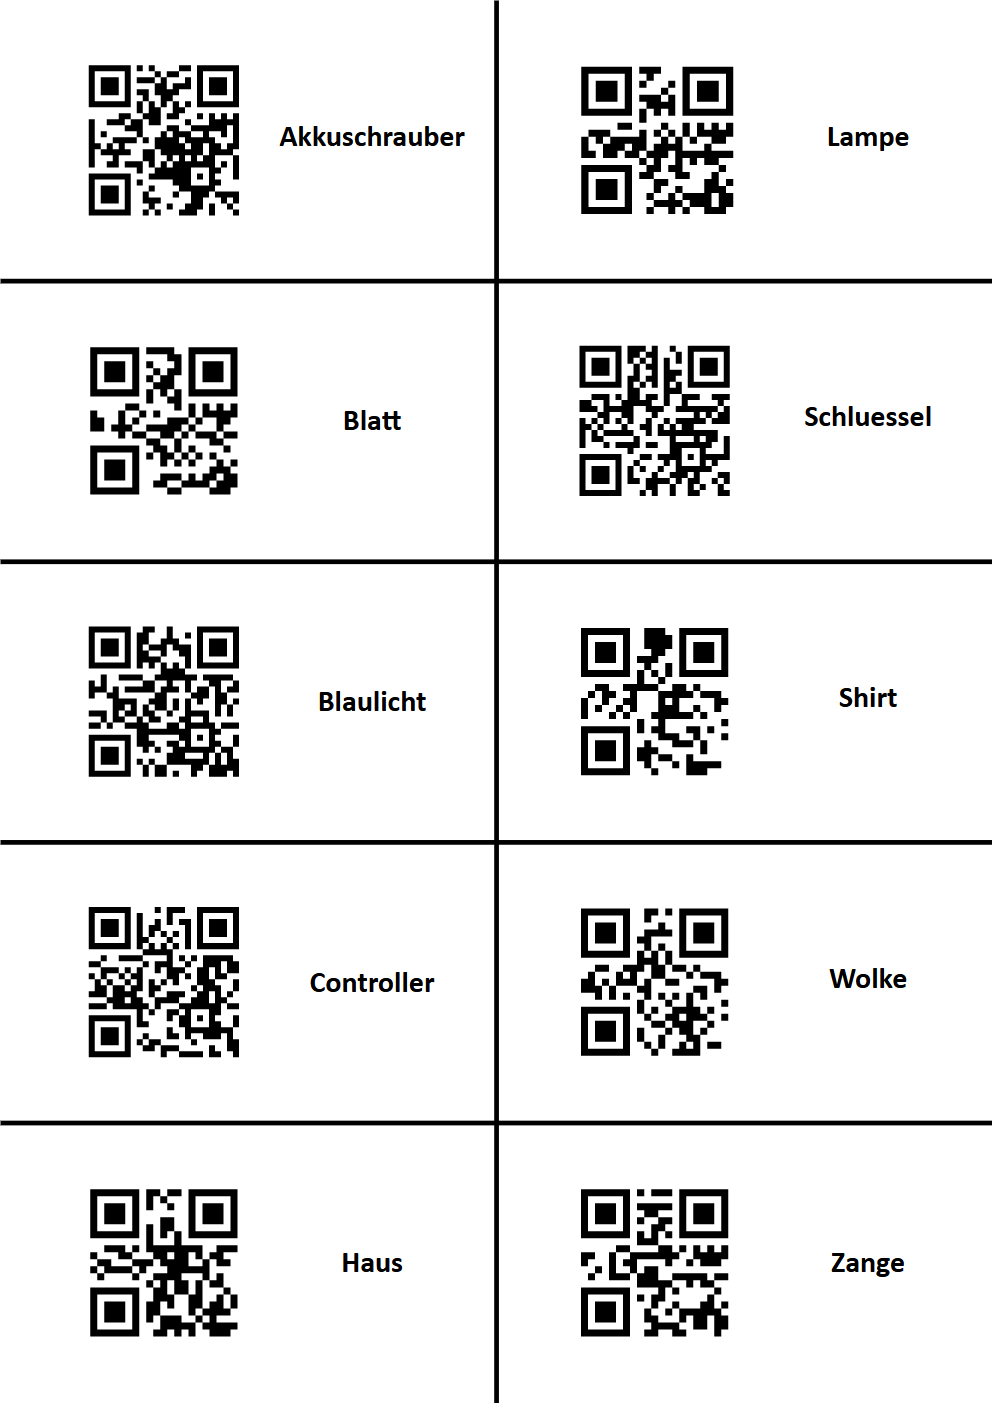 Akkuschrauber
Lampe
Blatt
Schluessel
Blaulicht
Shirt
Controller
Wolke
Haus
Zange